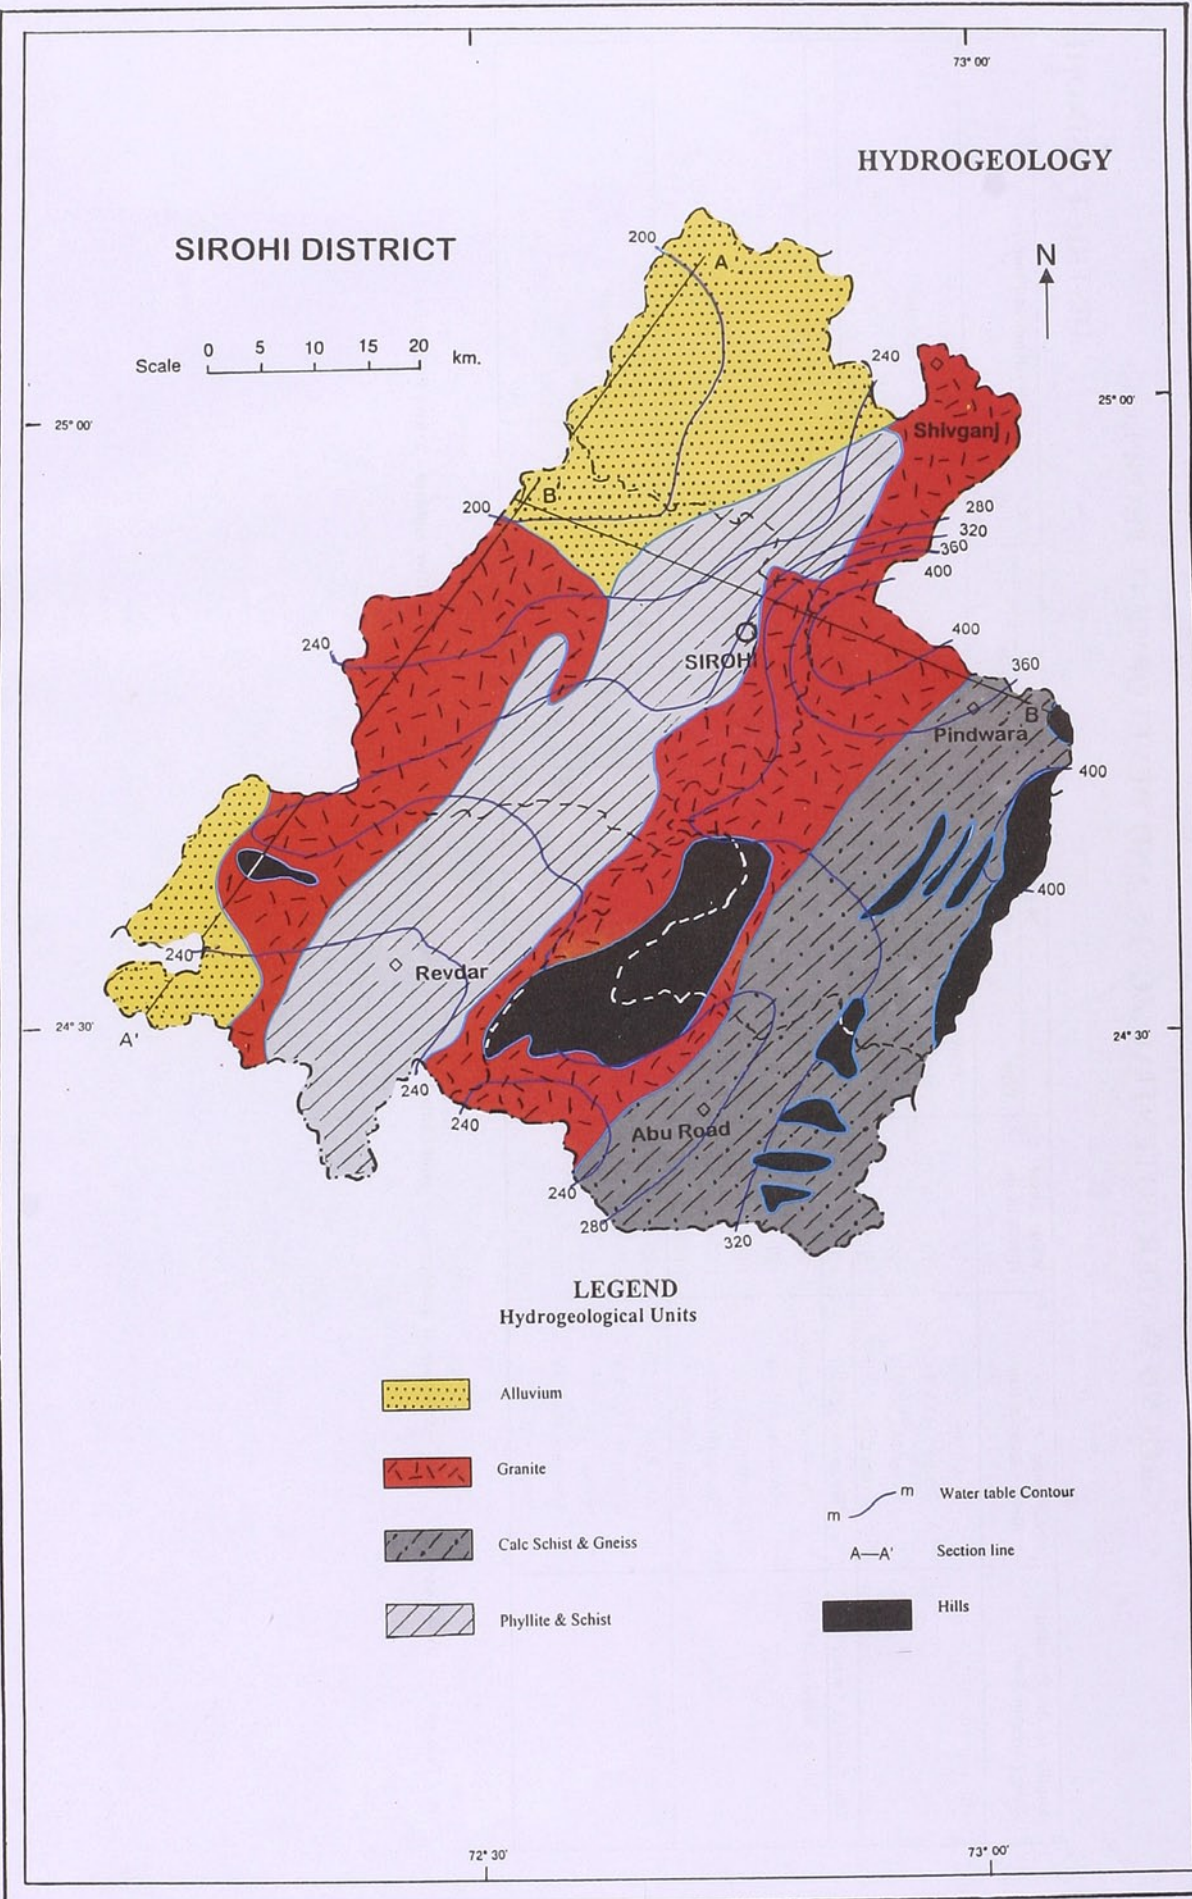 73° 00'
HYDROGEOLOGY
SIROHI DISTRICT
N
Scale 0 5 10 15 20 km.
200
A
240
25° 00'
25° 00'
Shivganj
B'
200
280
320
360
400
400
240
SIROHI
360
B
Pindwara
400
400
240
Revdar
24° 30'
24° 30'
A'
240
240
Abu Road
240
280
320
LEGEND
Hydrogeological Units
Alluvium
Granite
m m Water table Contour
Calc Schist & Gneiss
A—A' Section line
Phyllite & Schist
Hills
72° 30'
73° 00'